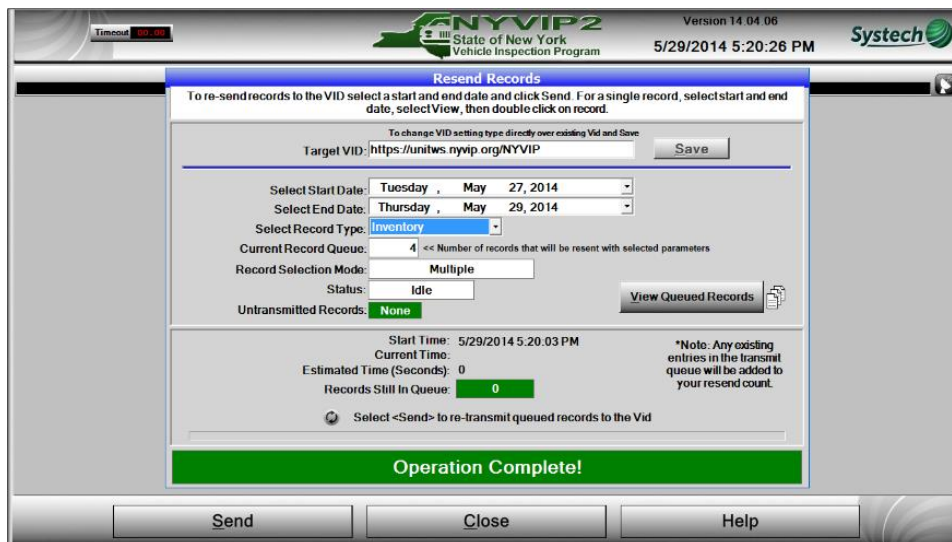 Timeout 00:00
NYVIP2
State of New York
Vehicle Inspection Program
Version 14.04.06
5/29/2014 5:20:26 PM
Systech
Resend Records
To re-send records to the VID select a start and end date and click Send. For a single record, select start and end
date, select View, then double click on record.
To change VID setting type directly over existing Vid and Save
Target VID: https://unitws.nyvip.org/NYVIP
Save
Select Start Date: Tuesday , May 27, 2014
Select End Date: Thursday , May 29, 2014
Select Record Type: Inventory
Current Record Queue: 4 << Number of records that will be resent with selected parameters
Record Selection Mode: Multiple
Status: Idle
View Queued Records
Untransmitted Records: None
Start Time: 5/29/2014 5:20:03 PM
Current Time:
Estimated Time (Seconds): 0
Records Still In Queue: 0
*Note: Any existing
entries in the transmit
queue will be added to
your resend count.
Select <Send> to re-transmit queued records to the Vid
Operation Complete!
Send
Close
Help